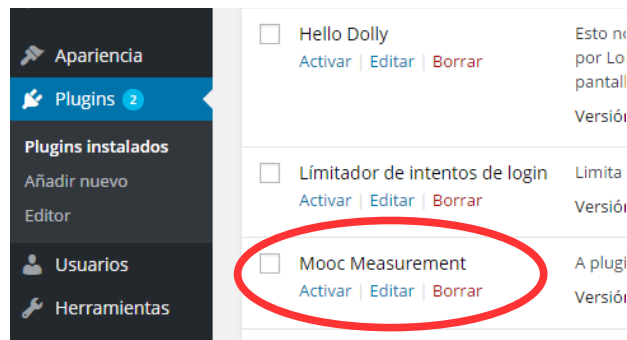 Apariencia
Plugins 2
Plugins instalados
Añadir nuevo
Editor
Usuarios
Herramientas
Hello Dolly
Activar | Editar | Borrar
Esto no
por Lo
pantall
Versión
Límitador de intentos de login
Activar | Editar | Borrar
Limita
Versión
Mooc Measurement
Activar | Editar | Borrar
A plugi
Versión